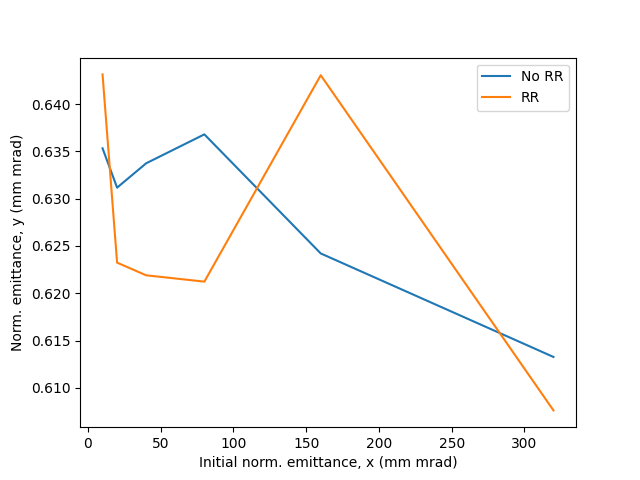 No RR
RR
0.640
0.635
0.630
0.625
0.620
0.615
0.610
Norm. emittance, y (mm mrad)
0 50 100 150 200 250 300
Initial norm. emittance, x (mm mrad)